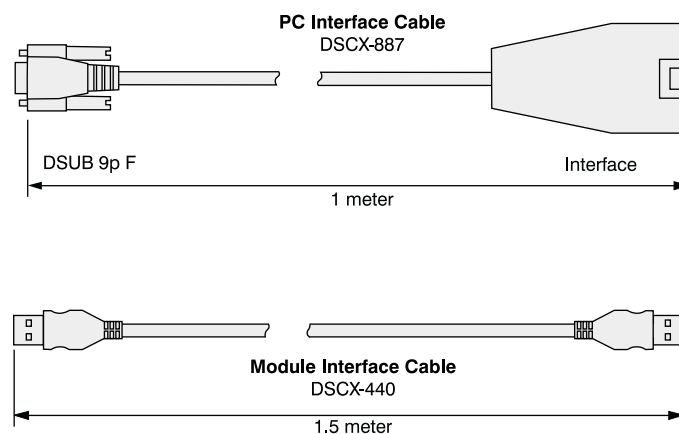 PC Interface Cable
DSCX-887
DSUB 9p F
Interface
1 meter
Module Interface Cable
DSCX-440
1.5 meter